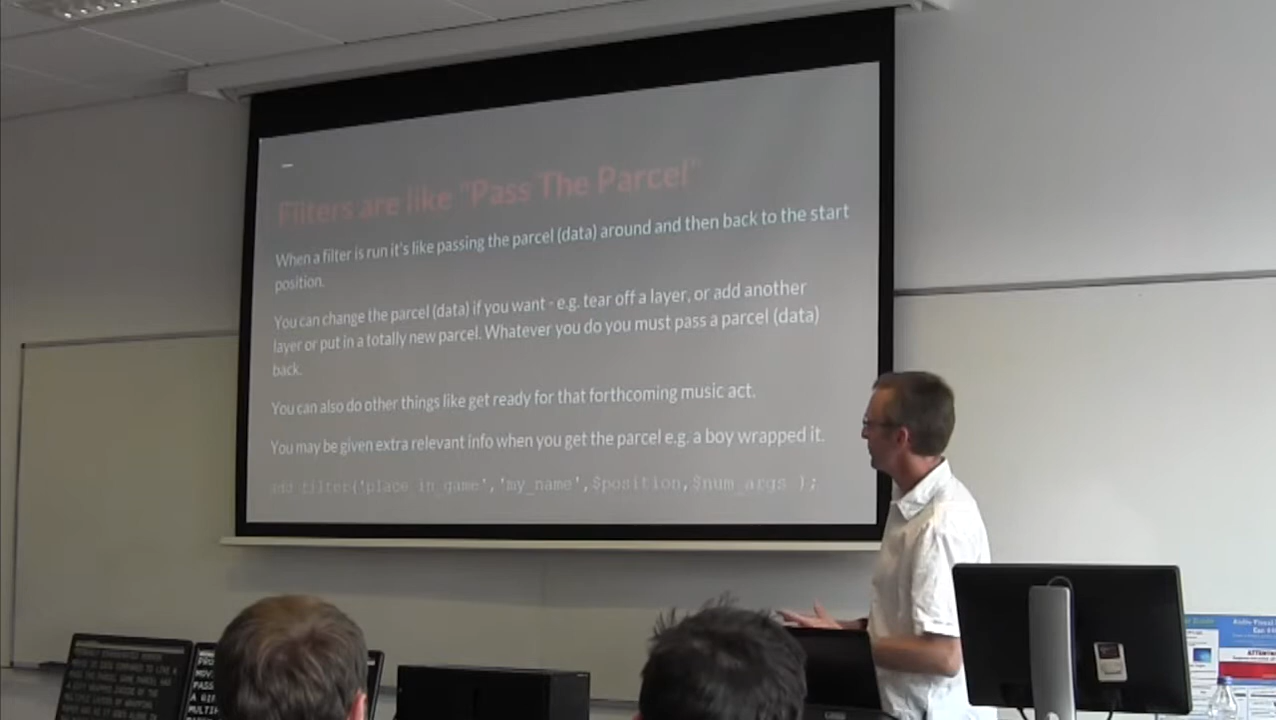 Filters are like "Pass The Parcel"
When a filter is run it's like passing the parcel (data) around and then back to the start
position.
You can change the parcel (data) if you want - e.g. tear off a layer, or add another
layer or put in a totally new parcel. Whatever you do you must pass a parcel (data)
back.
You can also do other things like get ready for that forthcoming music act.
You may be given extra relevant info when you get the parcel e.g. a boy wrapped it.
add_filter('place_in_game','my_name',$position,$num_args );
PASS
ATTENTION